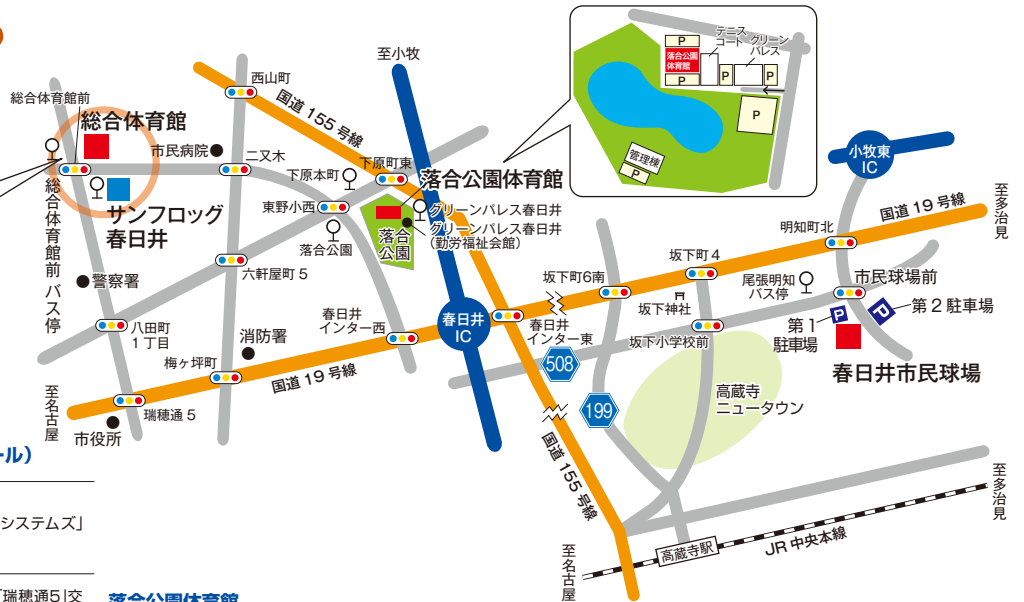 至小牧
西山町
国道155号線
総合体育館前
総合体育館
市民病院
二又木
下原本町
下原町東
東野小西
落合公園体育館
グリーンパレス春日井
グリーンパレス春日井
(勤労福祉会館)
落合
公園
落合公園
総合体育館前バス停
サンフロッグ
春日井
警察署
六軒屋町5
八田町
1丁目
消防署
梅ヶ坪町
春日井
インター西
春日井
IC
春日井
インター東
国道19号線
瑞穂通5
至名古屋
市役所
P
落合公園
体育館
P
テニス
コート
グリーン
パレス
P
P
P
管理棟
P
小牧東
IC
至多治見
国道19号線
明知町北
坂下町4
坂下町6南
尾張明知
バス停
市民球場前
坂下神社
坂下小学校前
P
第1
駐車場
P
第2駐車場
春日井市民球場
508
199
高蔵寺
ニュータウン
国道155号線
至多治見
JR中央本線
高蔵寺駅
至名古屋
ール)
システムズ」
「瑞穂通5」交
落合公園体育館